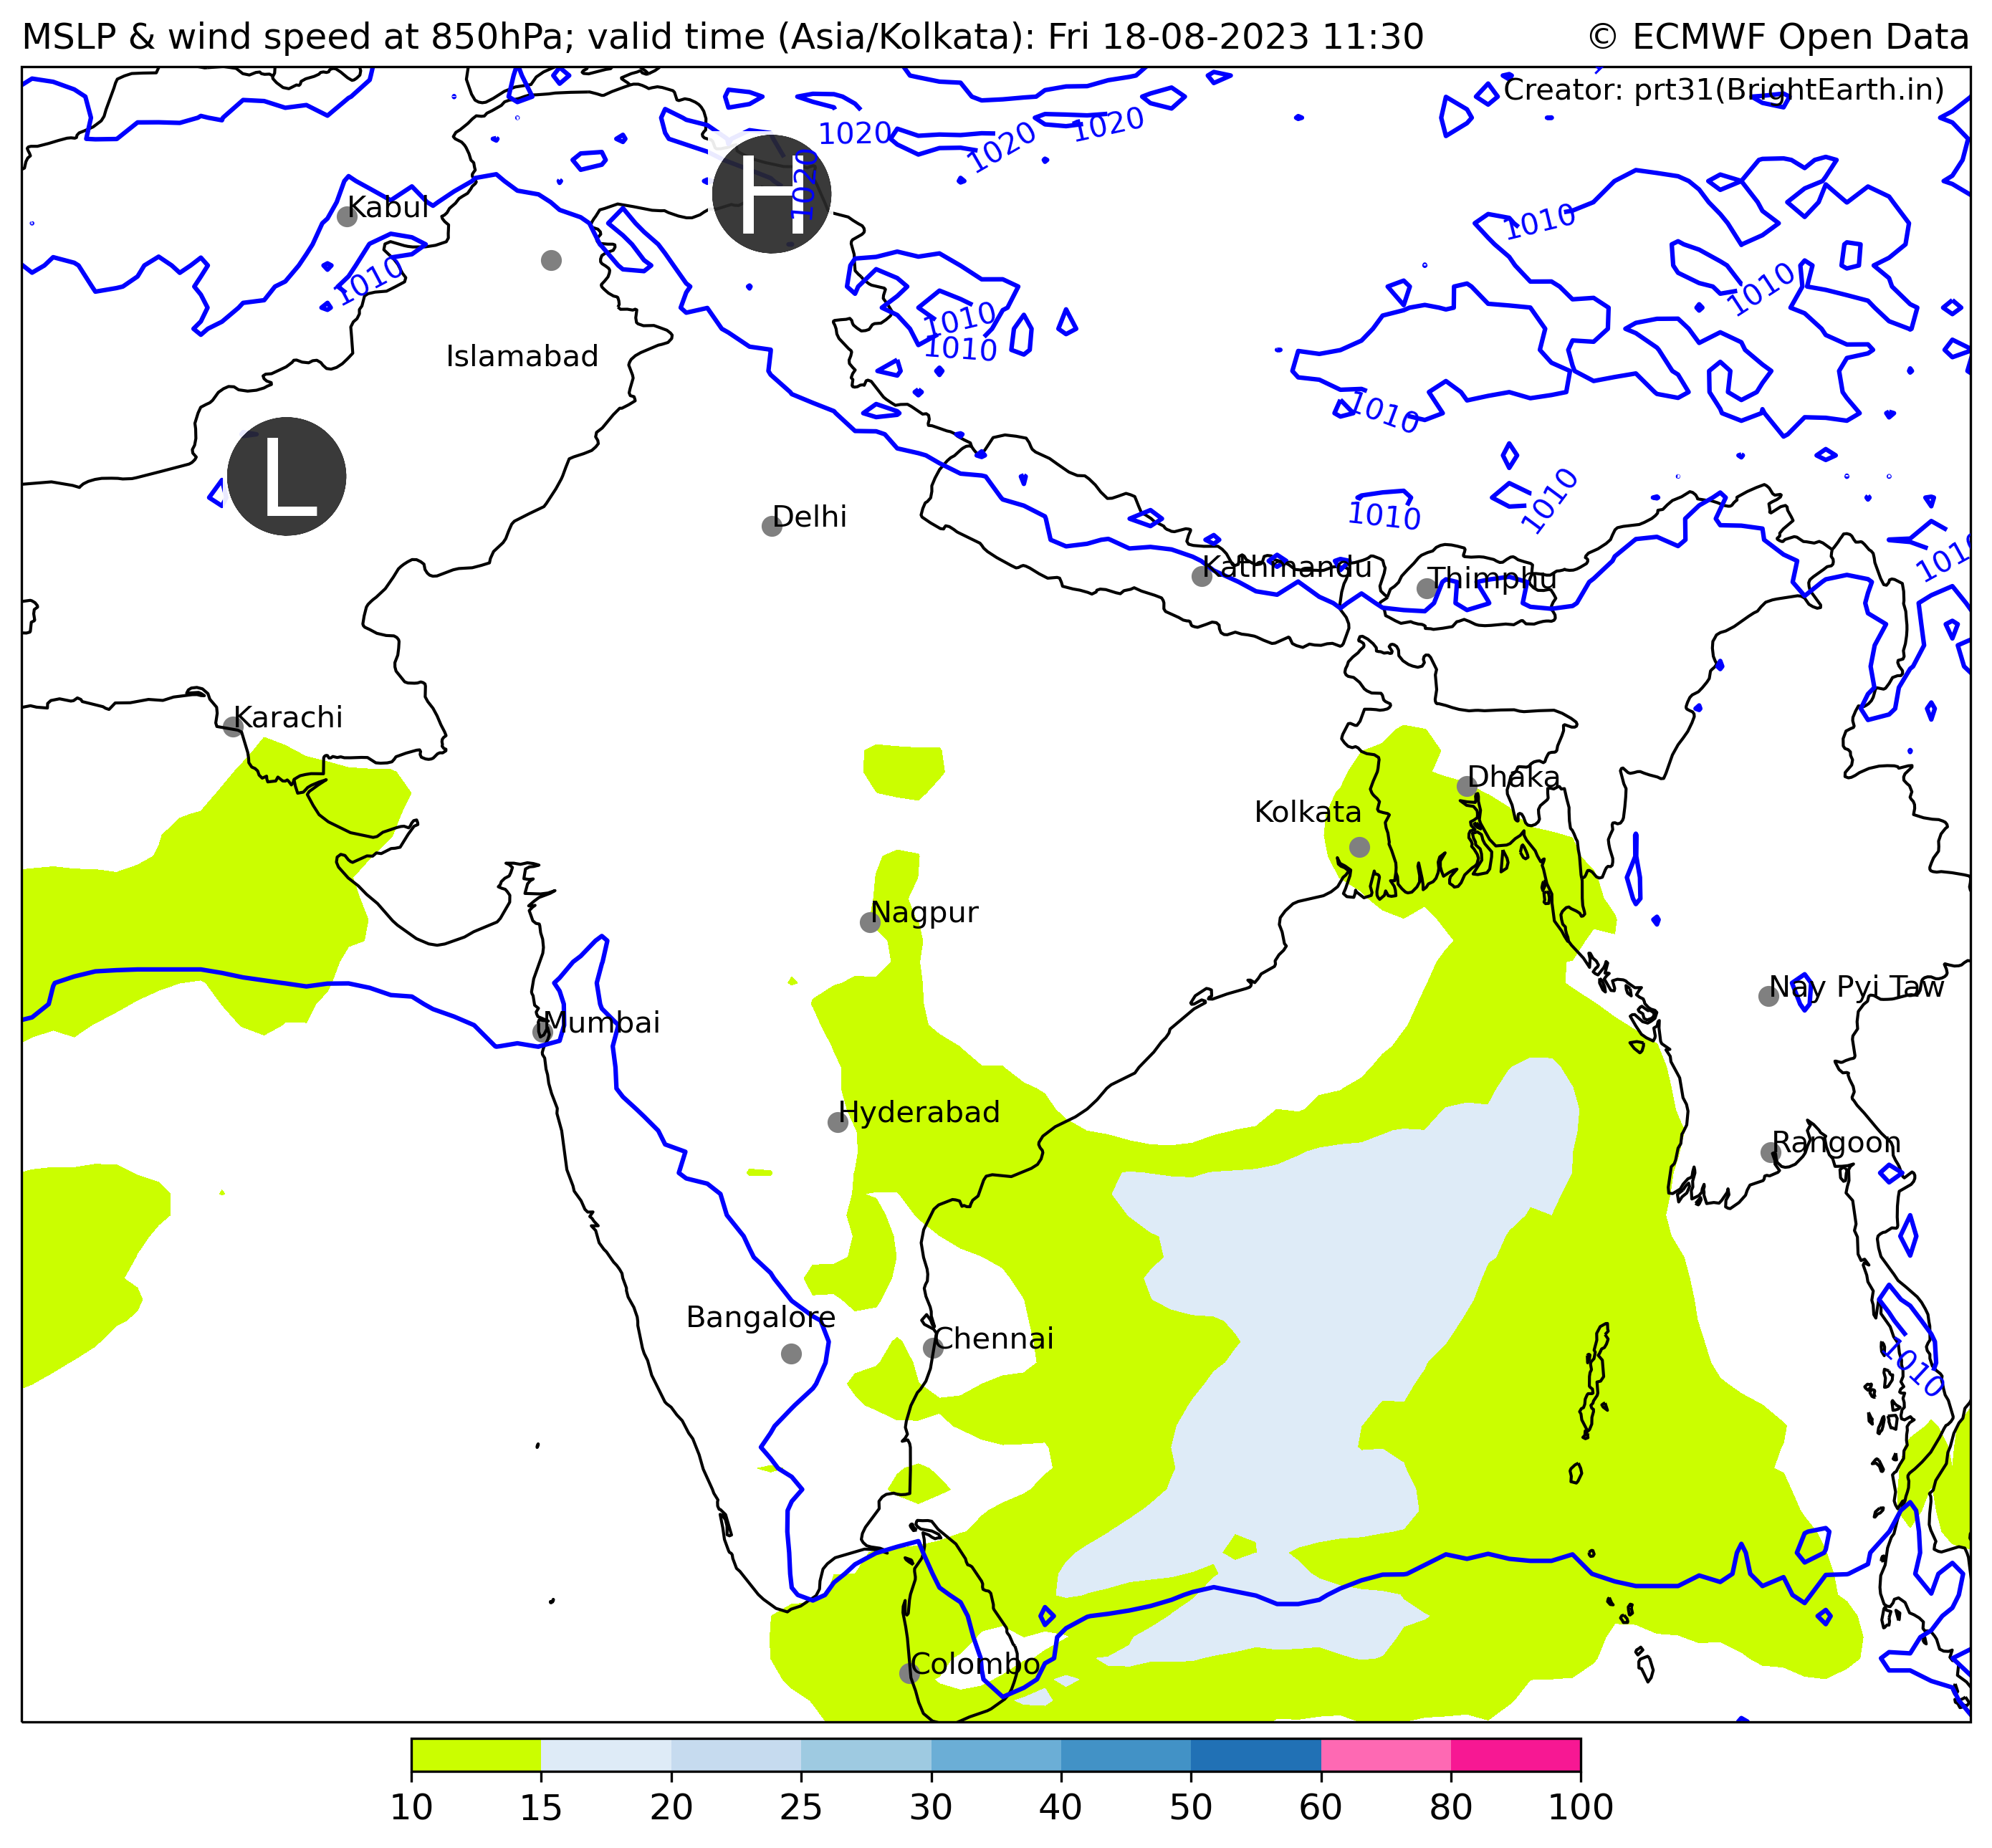 MSLP & wind speed at 850hPa; valid time (Asia/Kolkata): Fri 18-08-2023 11:30 © ECMWF Open Data
Creator: prt31(BrightEarth.in)
1020
1020
1020
H
1020
Kabul
1010
1010
1010
1010
1010
Islamabad
1010
L
1010
1010
Delhi
1010
Kathmandu
Thimphu
Karachi
Dhaka
Kolkata
Nagpur
Nay Pyi Taw
Mumbai
Hyderabad
Rangoon
Bangalore
Chennai
1010
Colombo
10 15 20 25 30 40 50 60 80 100